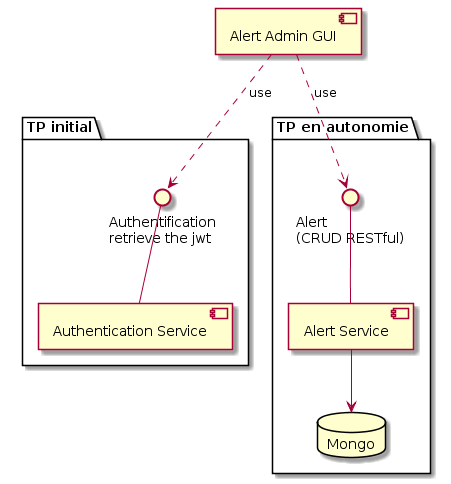 Alert Admin GUI
use
use
TP initial
TP en autonomie
Authentification
retrieve the jwt
Alert
(CRUD RESTful)
Authentication Service
Alert Service
Mongo